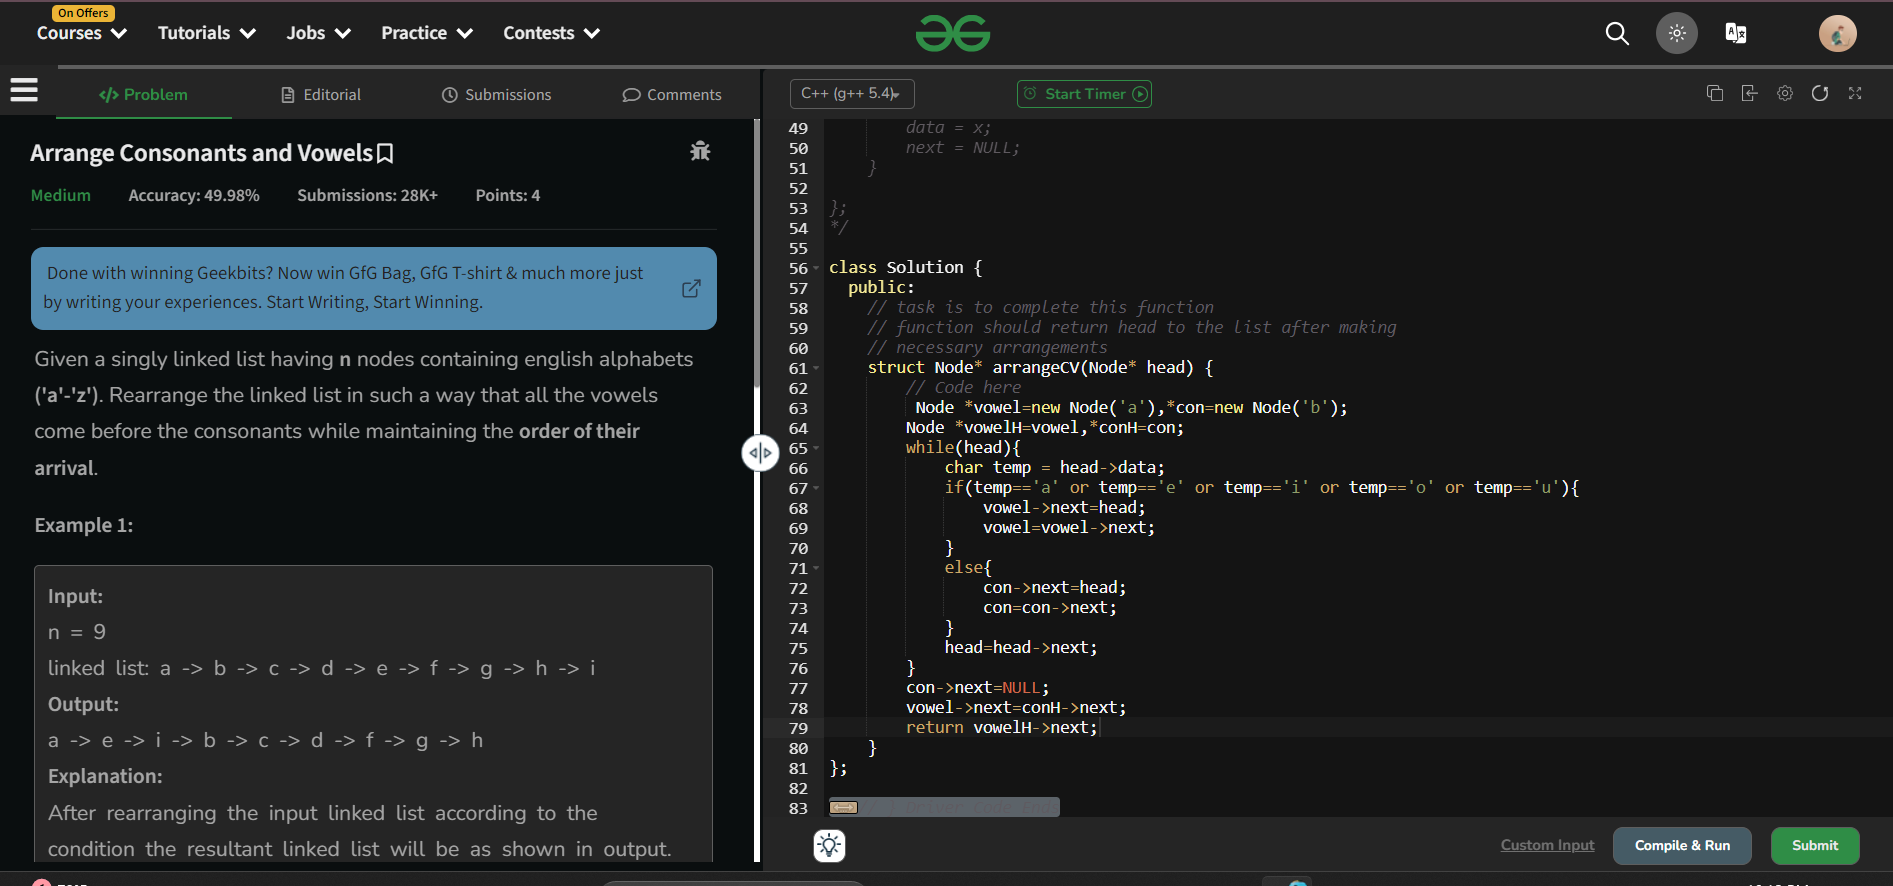 On Offers
Courses
Tutorials
Jobs
Practice
Contests
</> Problem
Editorial
Submissions
Comments
Arrange Consonants and Vowels
Medium Accuracy: 49.98% Submissions: 28K+ Points: 4
Done with winning Geekbits? Now win GfG Bag, GfG T-shirt & much more just
by writing your experiences. Start Writing, Start Winning.
Given a singly linked list having n nodes containing english alphabets
('a'-'z'). Rearrange the linked list in such a way that all the vowels
come before the consonants while maintaining the order of their
arrival.
Example 1:
Input:
n = 9
linked list: a -> b -> c -> d -> e -> f -> g -> h -> i
Output:
a -> e -> i -> b -> c -> d -> f -> g -> h
Explanation:
After rearranging the input linked list according to the
condition the resultant linked list will be as shown in output.
C++ (g++ 5.4)
Start Timer
49 data = x;
50 next = NULL;
51 }
52
53 };
54 */
55
56 class Solution {
57 public:
58 // task is to complete this function
59 // function should return head to the list after making
60 // necessary arrangements
61 struct Node* arrangeCV(Node* head) {
62 // Code here
63 Node *vowel=new Node('a'),*con=new Node('b');
64 Node *vowelH=vowel,*conH=con;
65 while(head){
66 char temp = head->data;
67 if(temp=='a' or temp=='e' or temp=='i' or temp=='o' or temp=='u'){
68 vowel->next=head;
69 vowel=vowel->next;
70 }
71 else{
72 con->next=head;
73 con=con->next;
74 }
75 head=head->next;
76 }
77 con->next=NULL;
78 vowel->next=conH->next;
79 return vowelH->next;
80 }
81 };
82
83 Driver Code Ends
Custom Input
Compile & Run
Submit